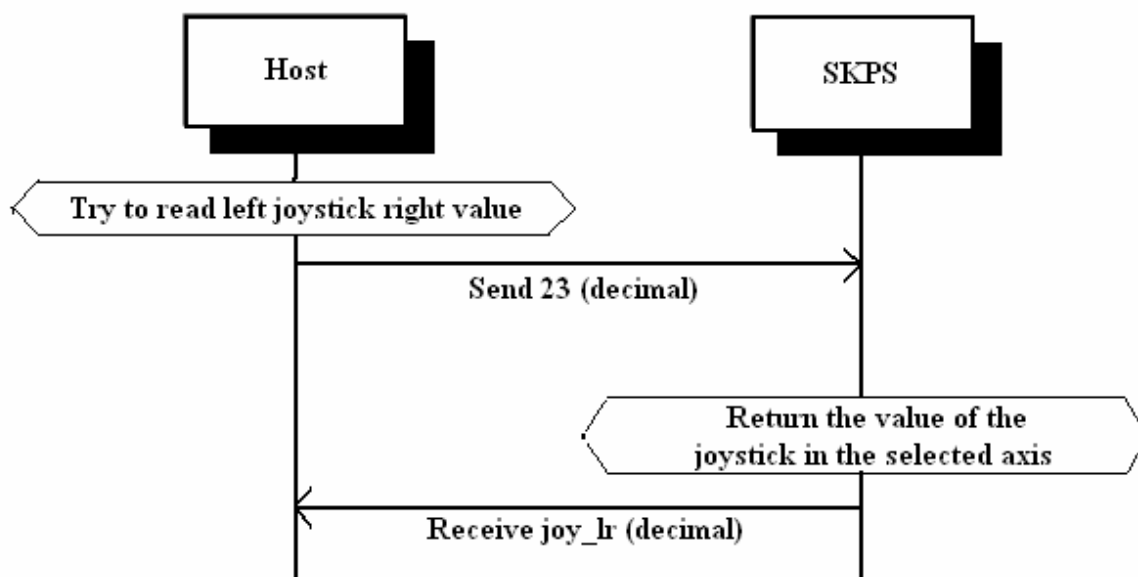 Host
SKPS
Try to read left joystick right value
Send 23 (decimal)
Return the value of the
joystick in the selected axis
Receive joy_lr (decimal)